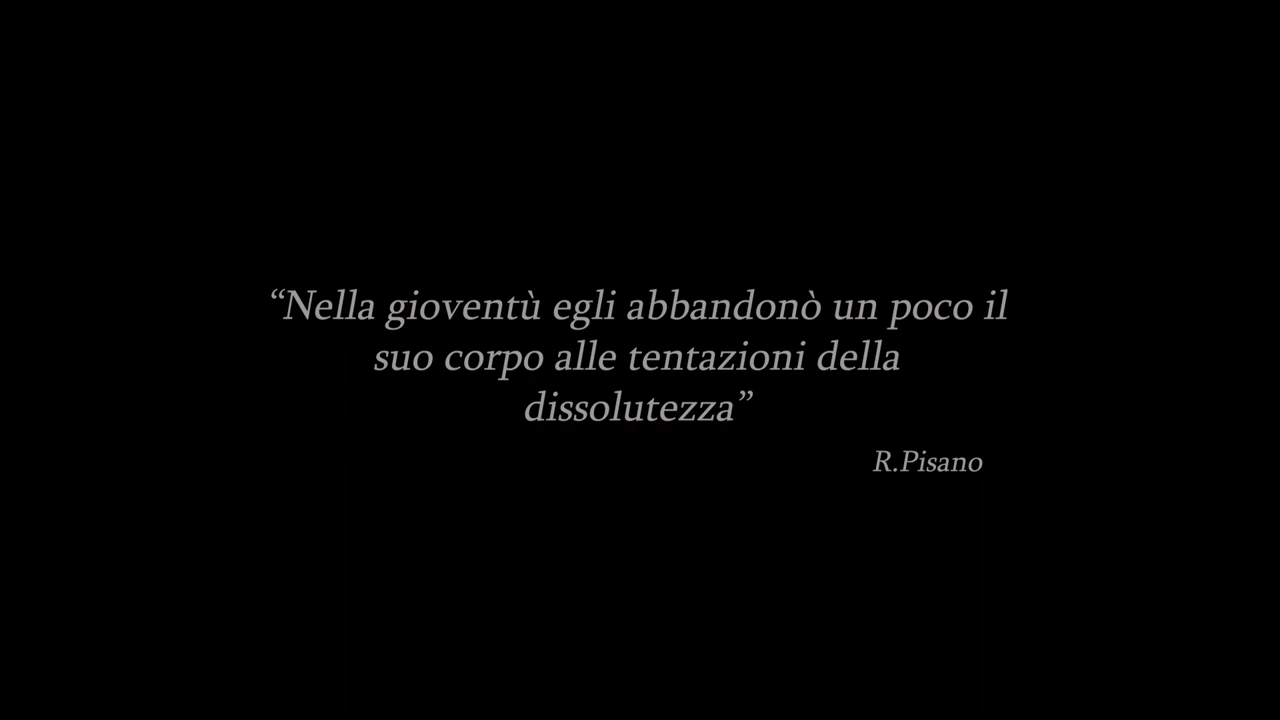 “Nella gioventù egli abbandonò un poco il
suo corpo alle tentazioni della
dissolutezza”
R.Pisano